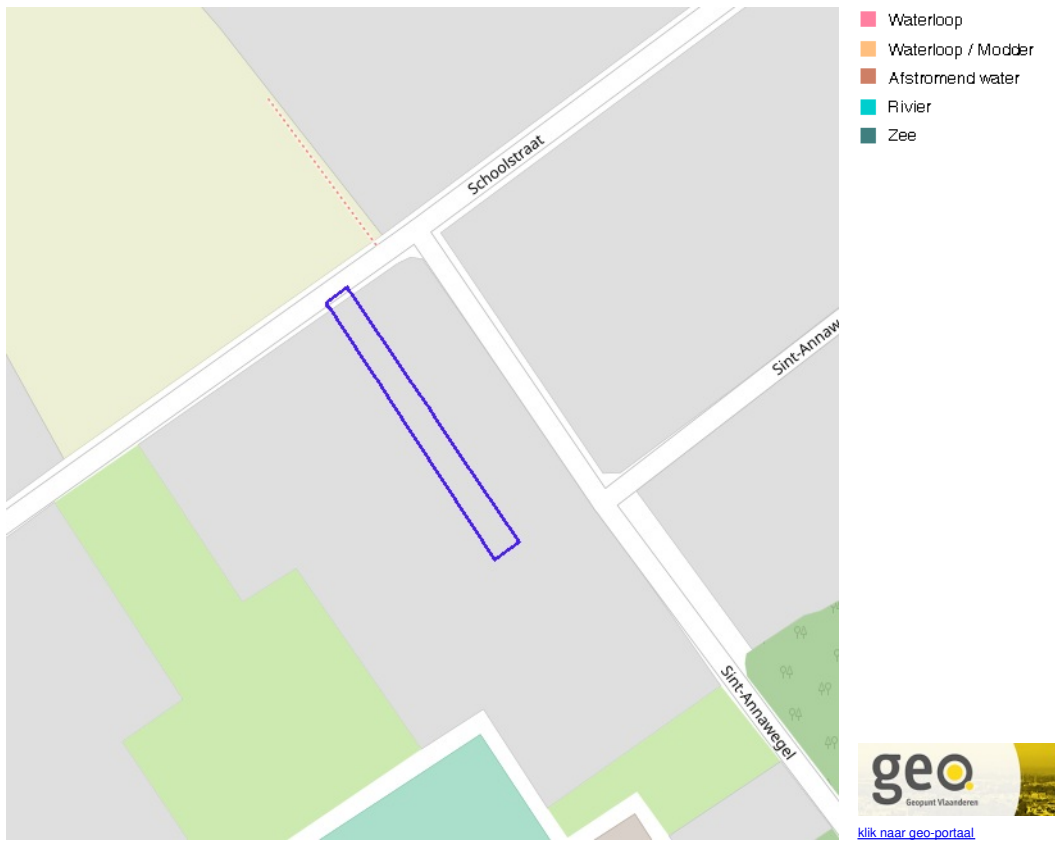 Schoolstraat
Sint-Annaw
Sint-Annawegel
Waterloop
Waterloop / Modder
Afstromend water
Rivier
Zee
geo
Geopunt Vlaanderen
klik naar geo-portaal